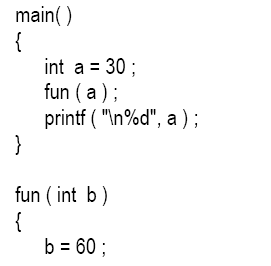 main( )
{
int a = 30 ;
fun ( a ) ;
printf ( "\n%d", a ) ;
}
fun ( int b )
{
b = 60 ;